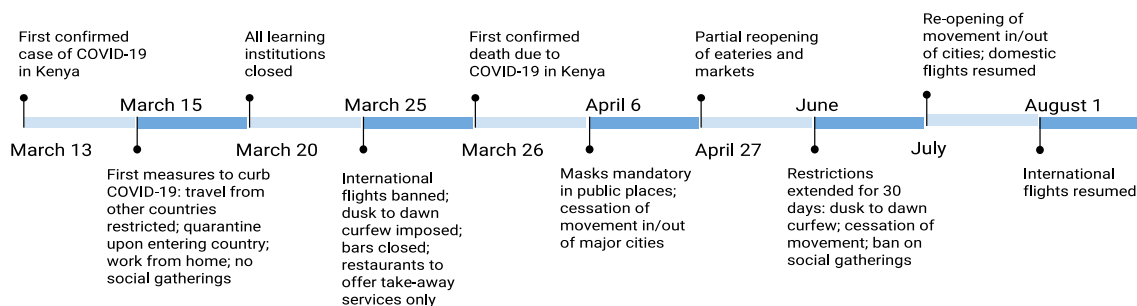 First confirmed
case of COVID-19
in Kenya
All learning
institutions
closed
First confirmed
death due to
COVID-19 in Kenya
Partial reopening
of eateries and
markets
Re-opening of
movement in/out
of cities; domestic
flights resumed
March 15
March 25
April 6
June
August 1
March 13
March 20
March 26
April 27
July
First measures to curb
COVID-19: travel from
other countries
restricted; quarantine
upon entering country;
work from home; no
social gatherings
International
flights banned;
dusk to dawn
curfew imposed;
bars closed;
restaurants to
offer take-away
services only
Masks mandatory
in public places;
cessation of
movement in/out
of major cities
Restrictions
extended for 30
days: dusk to dawn
curfew; cessation of
movement; ban on
social gatherings
International
flights resumed